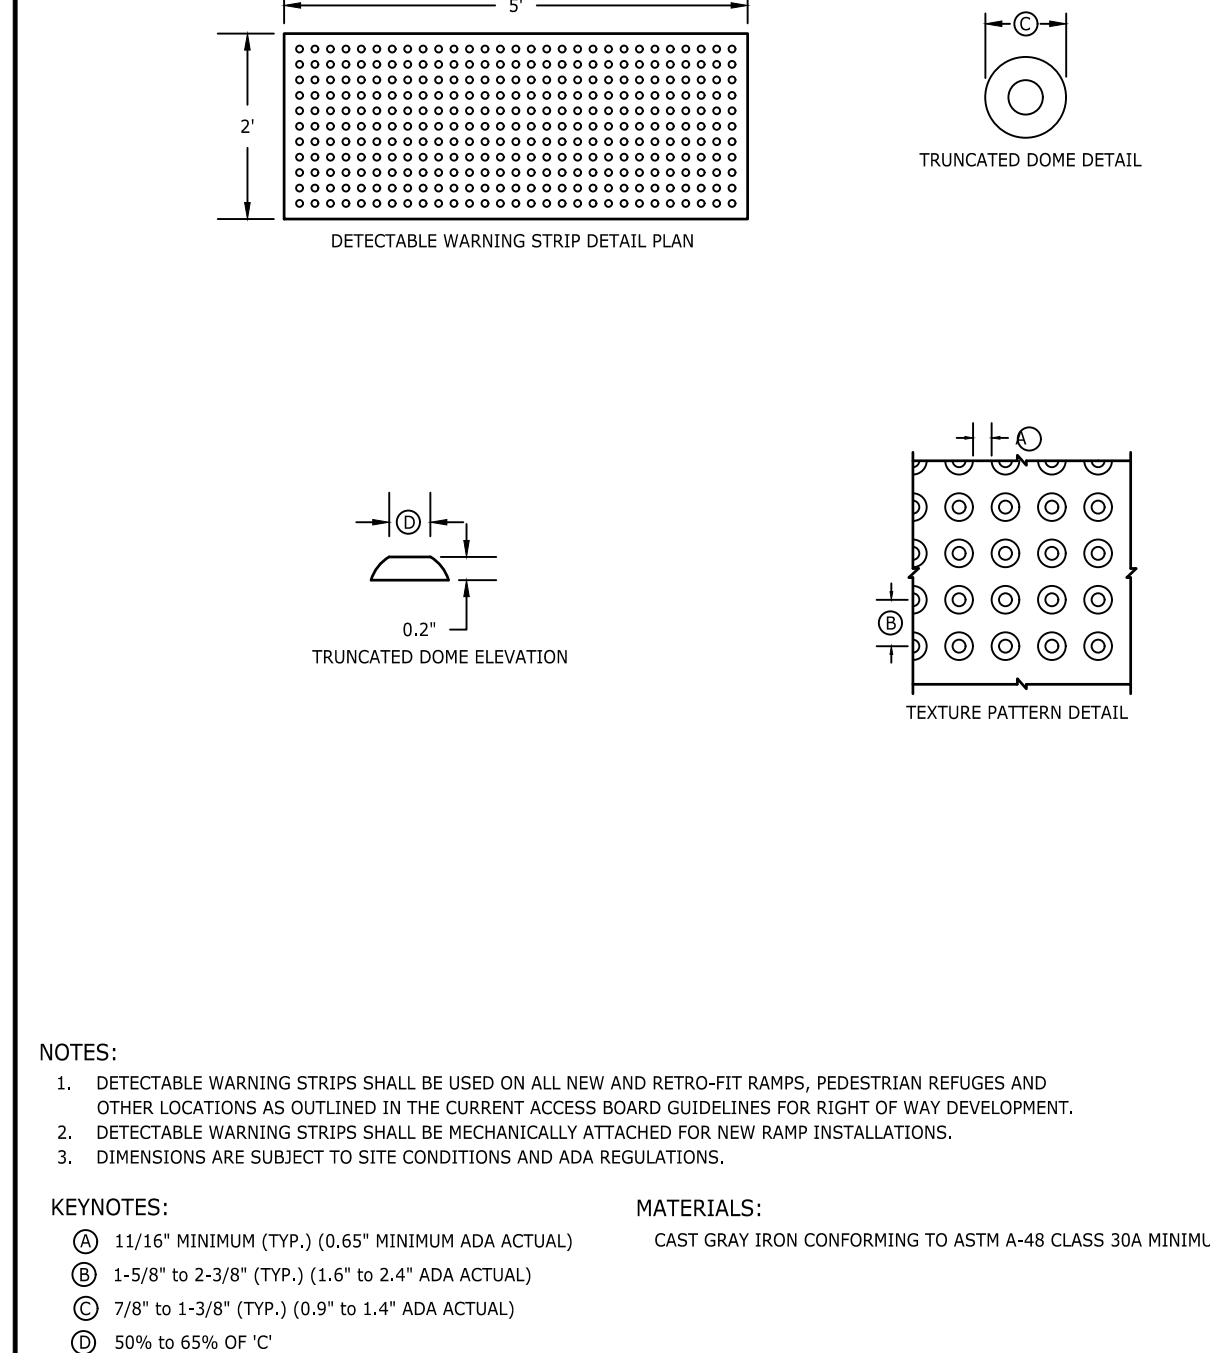 5'
C
2'
TRUNCATED DOME DETAIL
DETECTABLE WARNING STRIP DETAIL PLAN
A
D
B
0.2"
TRUNCATED DOME ELEVATION
TEXTURE PATTERN DETAIL
NOTES:
1. DETECTABLE WARNING STRIPS SHALL BE USED ON ALL NEW AND RETRO-FIT RAMPS, PEDESTRIAN REFUGES AND
OTHER LOCATIONS AS OUTLINED IN THE CURRENT ACCESS BOARD GUIDELINES FOR RIGHT OF WAY DEVELOPMENT.
2. DETECTABLE WARNING STRIPS SHALL BE MECHANICALLY ATTACHED FOR NEW RAMP INSTALLATIONS.
3. DIMENSIONS ARE SUBJECT TO SITE CONDITIONS AND ADA REGULATIONS.
KEYNOTES:
A 11/16" MINIMUM (TYP.) (0.65" MINIMUM ADA ACTUAL)
B 1-5/8" to 2-3/8" (TYP.) (1.6" to 2.4" ADA ACTUAL)
C 7/8" to 1-3/8" (TYP.) (0.9" to 1.4" ADA ACTUAL)
D 50% to 65% OF 'C'
MATERIALS:
CAST GRAY IRON CONFORMING TO ASTM A-48 CLASS 30A